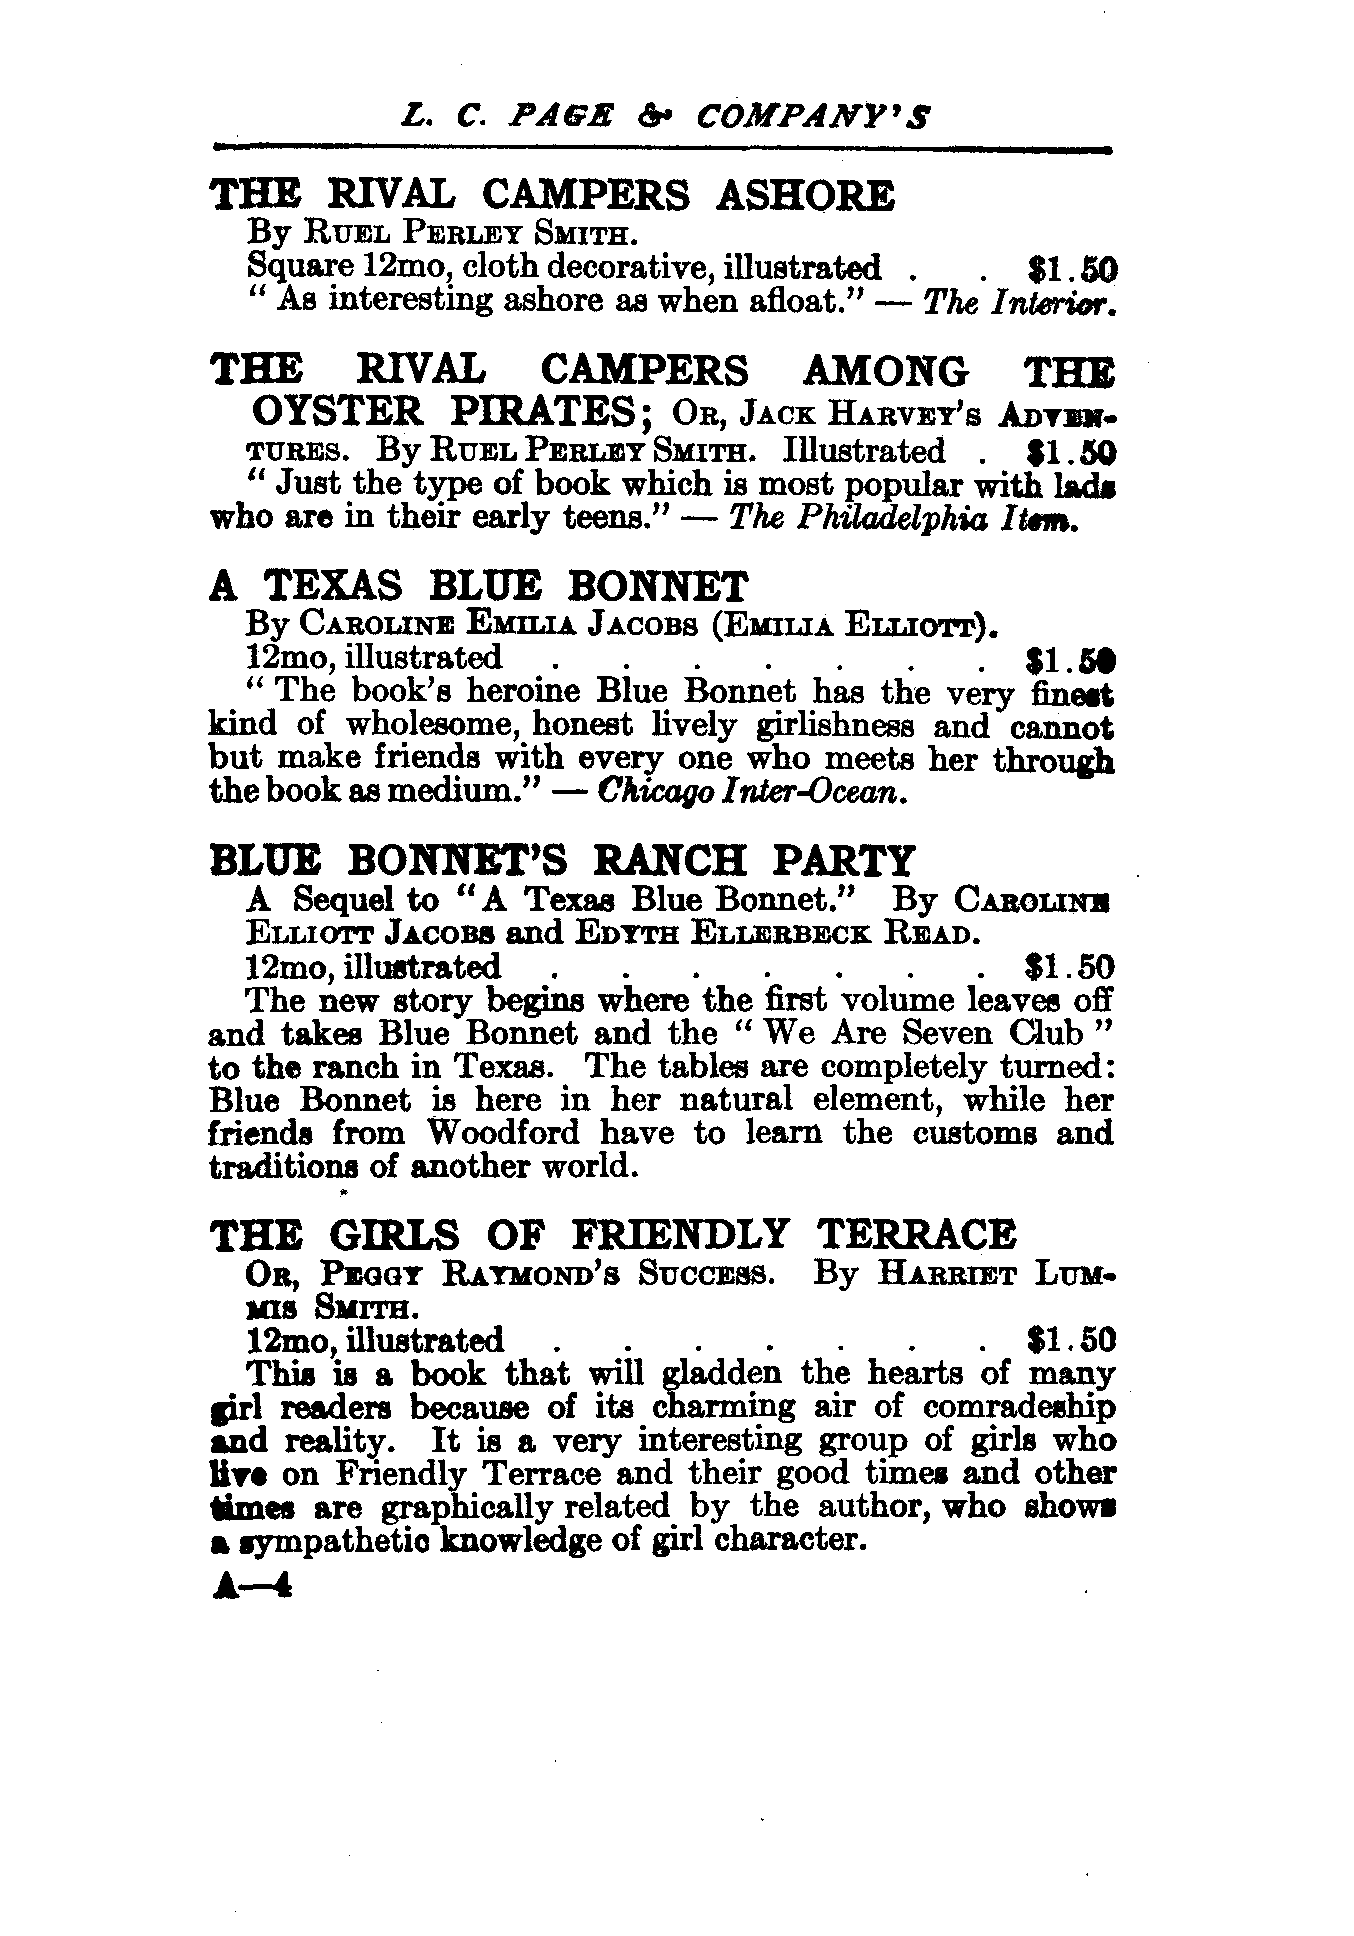 L. C. PAGE & COMPANY'S
THE RIVAL CAMPERS ASHORE
By RUEL PERLEY SMITH.
Square 12mo, cloth decorative, illustrated . . $1.50
" As interesting ashore as when afloat." — The Interior.
THE RIVAL CAMPERS AMONG THE
OYSTER PIRATES; OR, JACK HARVEY'S ADVEN-
TURES. By RUEL PERLEY SMITH. Illustrated . $1.50
" Just the type of book which is most popular with lads
who are in their early teens." — The Philadelphia Item.
A TEXAS BLUE BONNET
By CAROLINE EMILIA JACOBS (EMILIA ELLIOTT).
12mo, illustrated . . . . . . . $1.50
" The book's heroine Blue Bonnet has the very finest
kind of wholesome, honest lively girlishness and cannot
but make friends with every one who meets her through
the book as medium." — Chicago Inter-Ocean.
BLUE BONNET'S RANCH PARTY
A Sequel to "A Texas Blue Bonnet." By CAROLINE
ELLIOTT JACOBS and EDYTH ELLERBECK READ.
12mo, illustrated . . . . . . . $1.50
The new story begins where the first volume leaves off
and takes Blue Bonnet and the " We Are Seven Club "
to the ranch in Texas. The tables are completely turned:
Blue Bonnet is here in her natural element, while her
friends from Woodford have to learn the customs and
traditions of another world.
THE GIRLS OF FRIENDLY TERRACE
OR, PEGGY RAYMOND'S SUCCESS. By HARRIET LUM-
MIS SMITH.
12mo, illustrated . . . . . . . $1.50
This is a book that will gladden the hearts of many
girl readers because of its charming air of comradeship
and reality. It is a very interesting group of girls who
live on Friendly Terrace and their good times and other
times are graphically related by the author, who shows
a sympathetic knowledge of girl character.
A—4